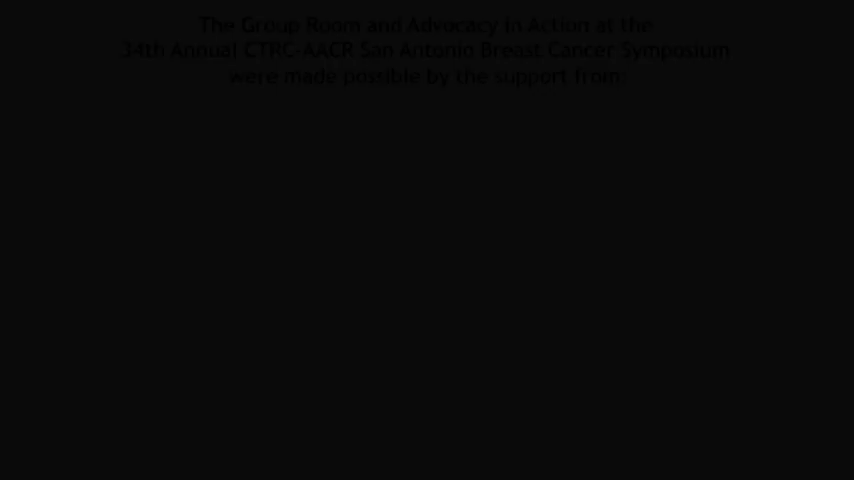 The Group Room and Advocacy in Action at the
34th Annual CTRC-AACR San Antonio Breast Cancer Symposium
were made possible by the support from: